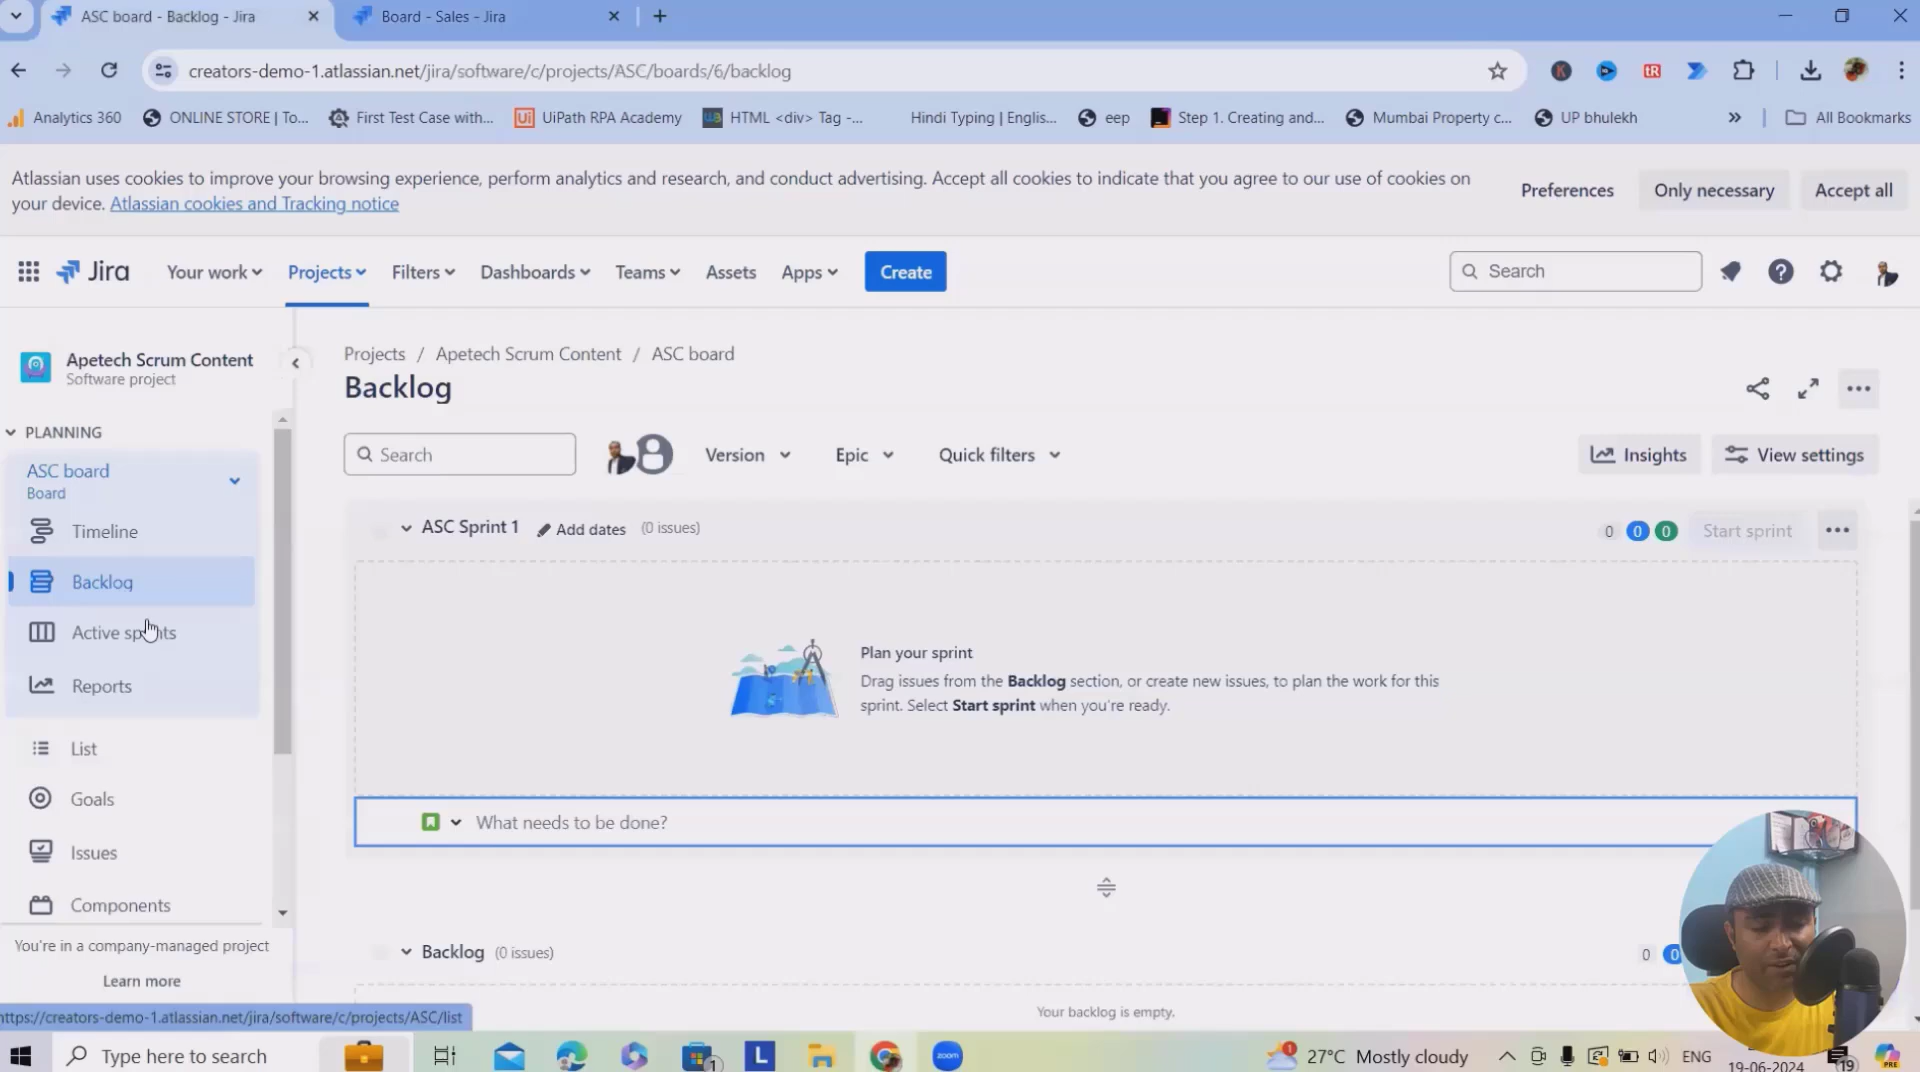 ASC board - Backlog - Jira
Board - Sales - Jira
creators-demo-1.atlassian.net/jira/software/c/projects/ASC/boards/6/backlog
Analytics 360
ONLINE STORE | To...
First Test Case with...
UiPath RPA Academy
HTML <div> Tag -...
Hindi Typing | Englis...
eep
Step 1. Creating and...
Mumbai Property c...
UP bhulekh
All Bookmarks
Atlassian uses cookies to improve your browsing experience, perform analytics and research, and conduct advertising. Accept all cookies to indicate that you agree to our use of cookies on
your device. Atlassian cookies and Tracking notice
Preferences
Only necessary
Accept all
Jira
Your work
Projects
Filters
Dashboards
Teams
Assets
Apps
Create
Search
Apetech Scrum Content
Software project
PLANNING
ASC board
Board
Timeline
Backlog
Active sprints
Reports
List
Goals
Issues
Components
You're in a company-managed project
Learn more
https://creators-demo-1.atlassian.net/jira/software/c/projects/ASC/list
Projects / Apetech Scrum Content / ASC board
Backlog
Search
Version
Epic
Quick filters
Insights
View settings
ASC Sprint 1
Add dates
(0 issues)
0 0 0
Start sprint
Plan your sprint
Drag issues from the Backlog section, or create new issues, to plan the work for this
sprint. Select Start sprint when you're ready.
What needs to be done?
Backlog (0 issues)
0 0
Your backlog is empty.
Type here to search
L
zoom
27°C Mostly cloudy
ENG
19-06-2024
19
PRE